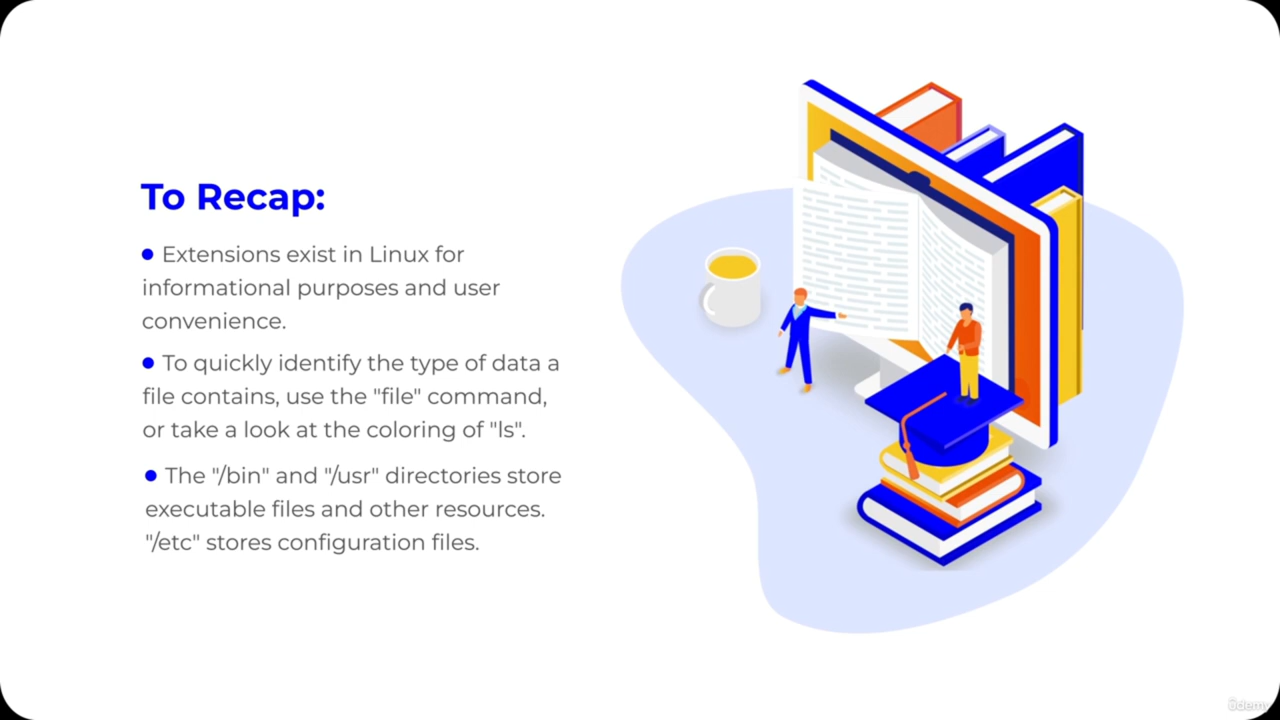 To Recap:
● Extensions exist in Linux for
informational purposes and user
convenience.
● To quickly identify the type of data a
file contains, use the "file" command,
or take a look at the coloring of "ls".
● The "/bin" and "/usr" directories store
executable files and other resources.
"/etc" stores configuration files.
ûdemy